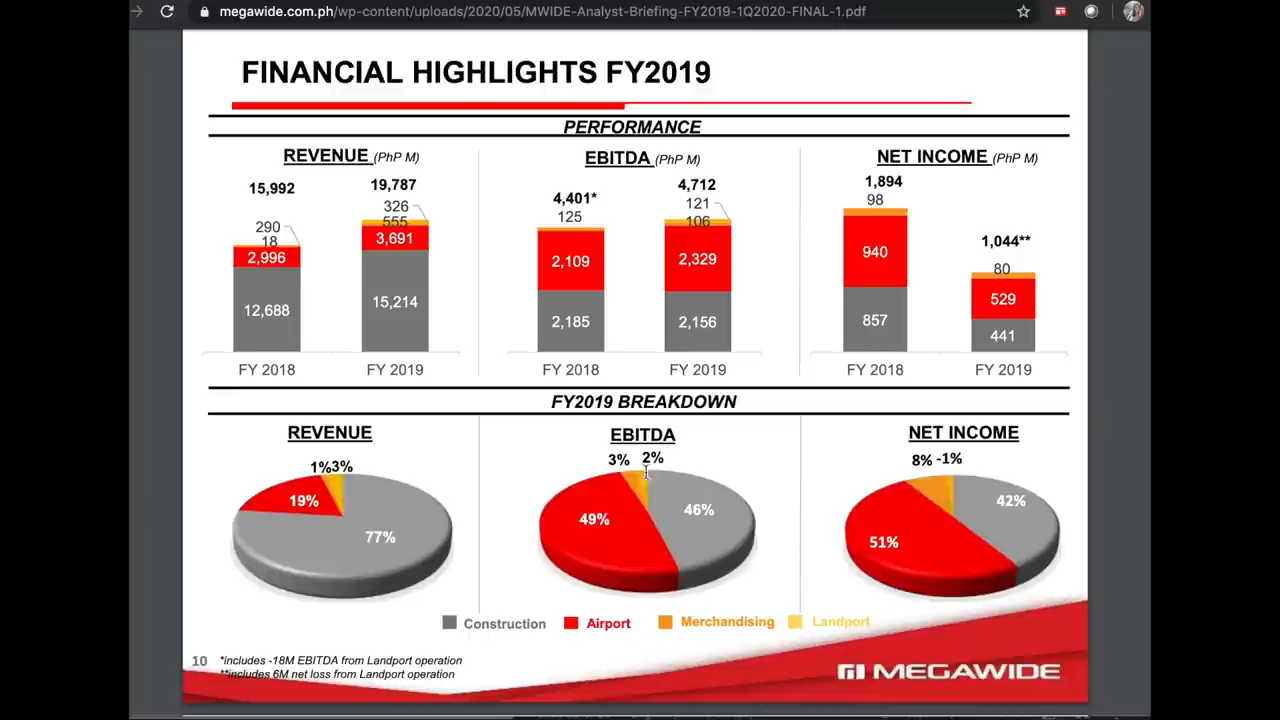 megawide.com.ph/wp-content/uploads/2020/05/MWIDE-Analyst-Briefing-FY2019-1Q2020-FINAL-1.pdf
FINANCIAL HIGHLIGHTS FY2019
PERFORMANCE
REVENUE (PhP M)
15,992
290
18
2,996
12,688
FY 2018
19,787
326
555
3,691
15,214
FY 2019
EBITDA (PhP M)
4,401*
125
2,109
2,185
FY 2018
4,712
121
106
2,329
2,156
FY 2019
NET INCOME (PhP M)
1,894
98
940
857
FY 2018
1,044**
80
529
441
FY 2019
FY2019 BREAKDOWN
REVENUE
1% 3%
19%
77%
EBITDA
3% 2%
49%
46%
NET INCOME
8% -1%
51%
42%
Construction Airport Merchandising Landport
10
*includes -18M EBITDA from Landport operation
**includes 6M net loss from Landport operation
MEGAWIDE